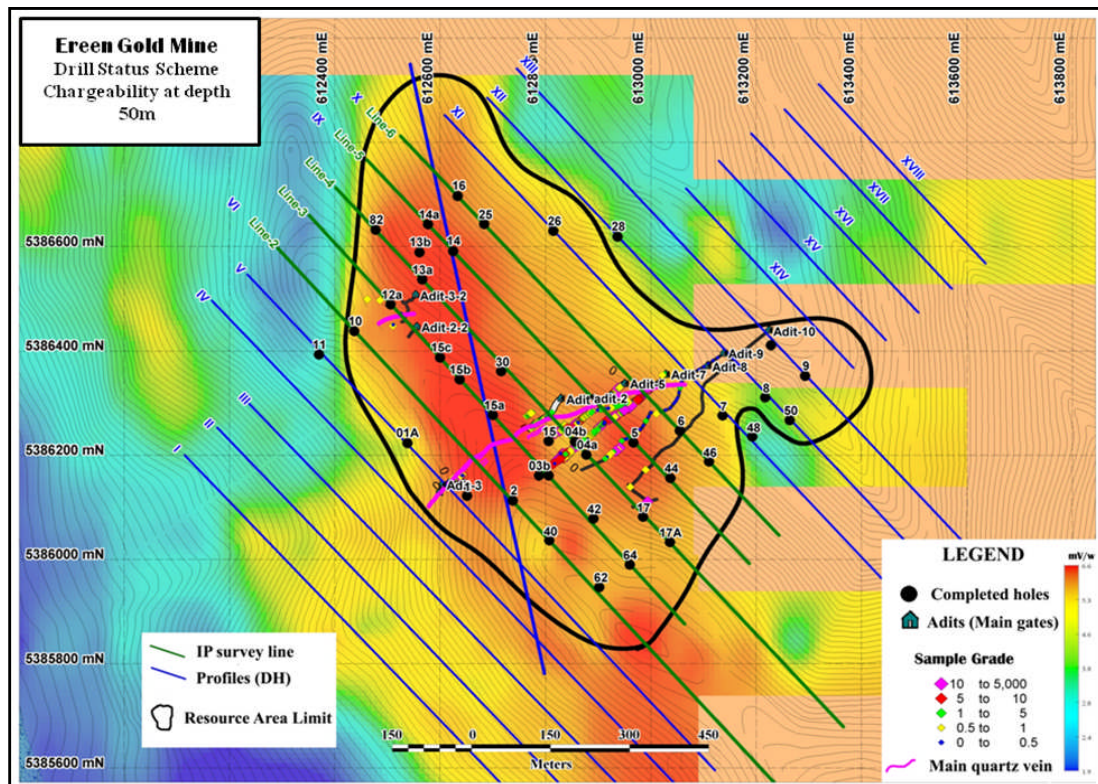 Ereen Gold Mine
Drill Status Scheme
Chargeability at depth
50m
612400 mE
612600 mE
612800 mE
613000 mE
613200 mE
613400 mE
613600 mE
613800 mE
5386600 mN
5386400 mN
5386200 mN
5386000 mN
5385800 mN
5385600 mN
I
II
III
IV
V
VI
IX
X
XI
XII
XIII
XIV
XV
XVI
XVII
XVIII
Line-2
Line-3
Line-4
Line-5
Line-6
16
25
26
28
82
14a
14
13b
13a
12a
Adit-3-2
Adit-2-2
10
11
15c
15b
30
15a
01A
Adit-10
Adit-9
Adit-8
Adit-7
Adit-5
Adit
adit-2
9
8
50
7
48
6
46
5
44
15
04b
04a
03b
1
2
40
42
17
17A
64
62
IP survey line
Profiles (DH)
Resource Area Limit
150 0 150 300 450
Meters
LEGEND
Completed holes
Adits (Main gates)
Sample Grade
10 to 5,000
5 to 10
1 to 5
0.5 to 1
0 to 0.5
Main quartz vein
mV/w